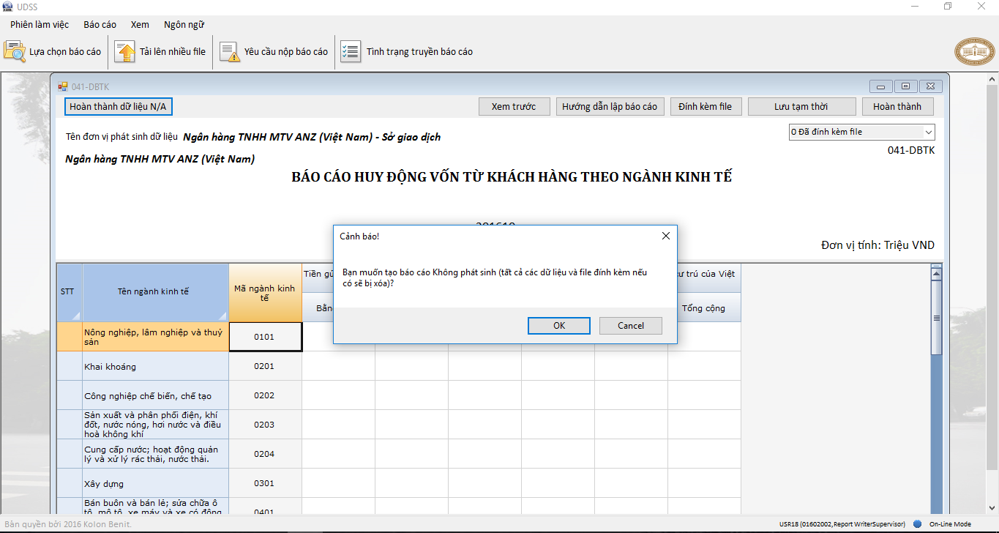 UDSS
Phiên làm việc Báo cáo Xem Ngôn ngữ
Lựa chọn báo cáo Tải lên nhiều file Yêu cầu nộp báo cáo Tình trạng truyền báo cáo
041-DBTK
Hoàn thành dữ liệu N/A Xem trước Hướng dẫn lập báo cáo Đính kèm file Lưu tạm thời Hoàn thành
Tên đơn vị phát sinh dữ liệu Ngân hàng TNHH MTV ANZ (Việt Nam) - Sở giao dịch
0 Đã đính kèm file
041-DBTK
Ngân hàng TNHH MTV ANZ (Việt Nam)
BÁO CÁO HUY ĐỘNG VỐN TỪ KHÁCH HÀNG THEO NGÀNH KINH TẾ
Đơn vị tính: Triệu VND
Cảnh báo!
Bạn muốn tạo báo cáo Không phát sinh (tất cả các dữ liệu và file đính kèm nếu
có sẽ bị xóa)?
OK Cancel
STT Tên ngành kinh tế
Mã ngành kinh
tế
Tiền trú của Việt
Tổng cộng
Nông nghiệp, lâm nghiệp và thuỷ
sản
0101
Khai khoáng 0201
Công nghiệp chế biến, chế tạo 0202
Sản xuất và phân phối điện, khí
đốt, nước nóng, hơi nước và điều
hoà không khí
0203
Cung cấp nước; hoạt động quản
lý và xử lý rác thải, nước thải.
0204
Xây dựng 0301
Bán buôn và bán lẻ; sửa chữa ô
tô, mô tô, xe máy và xe có động
0401
Bản quyền bởi 2016 Kolon Benit.
USR18 (01602002,Report WriterSupervisor) On-Line Mode